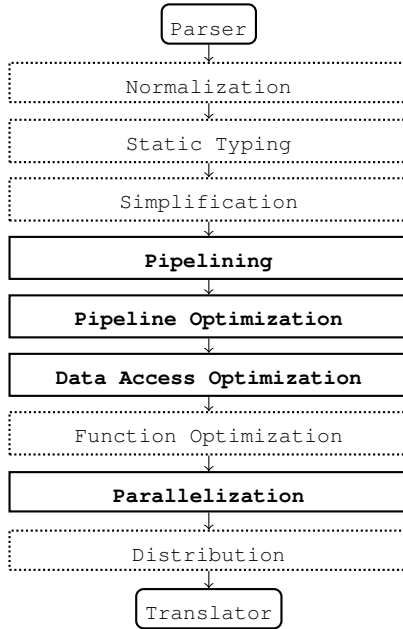 Parser
Normalization
Static Typing
Simplification
Pipelining
Pipeline Optimization
Data Access Optimization
Function Optimization
Parallelization
Distribution
Translator